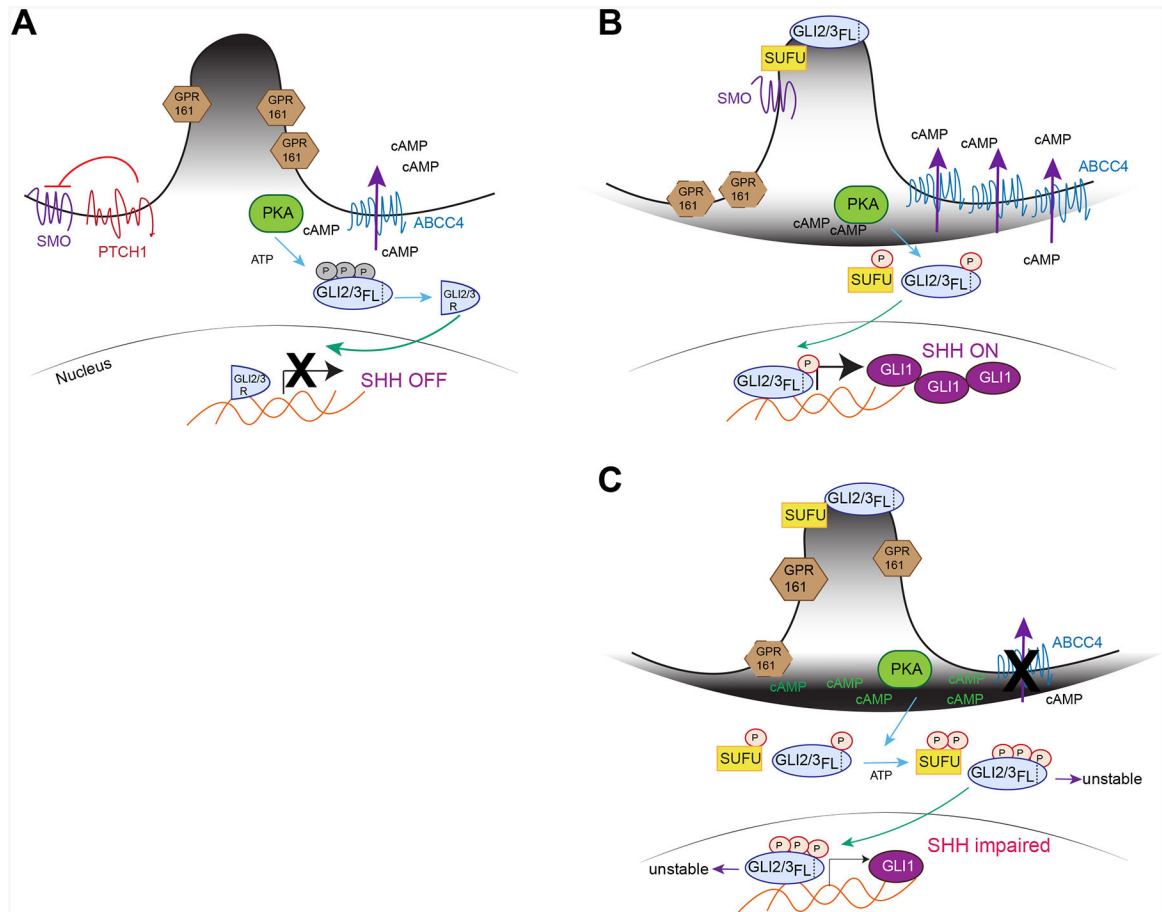 A
GPR
161
GPR
161
GPR
161
cAMP
cAMP
SMO
PTCH1
PKA
cAMP
ABCC4
cAMP
ATP
P P P
GLI2/3FL
GLI2/3
R
Nucleus
X
GLI2/3
R
SHH OFF
B
GLI2/3FL
SUFU
SMO
cAMP
cAMP
cAMP
ABCC4
GPR
161
GPR
161
PKA
cAMP
cAMP
cAMP
P
SUFU
P
GLI2/3FL
SHH ON
P
GLI2/3FL
GLI1
GLI1
GLI1
C
GLI2/3FL
SUFU
GPR
161
GPR
161
GPR
161
PKA
ABCC4
X
cAMP
cAMP
cAMP
cAMP
cAMP
cAMP
P
SUFU
P
GLI2/3FL
ATP
P P
SUFU
P P P
GLI2/3FL
unstable
SHH impaired
P P P
GLI2/3FL
unstable
GLI1